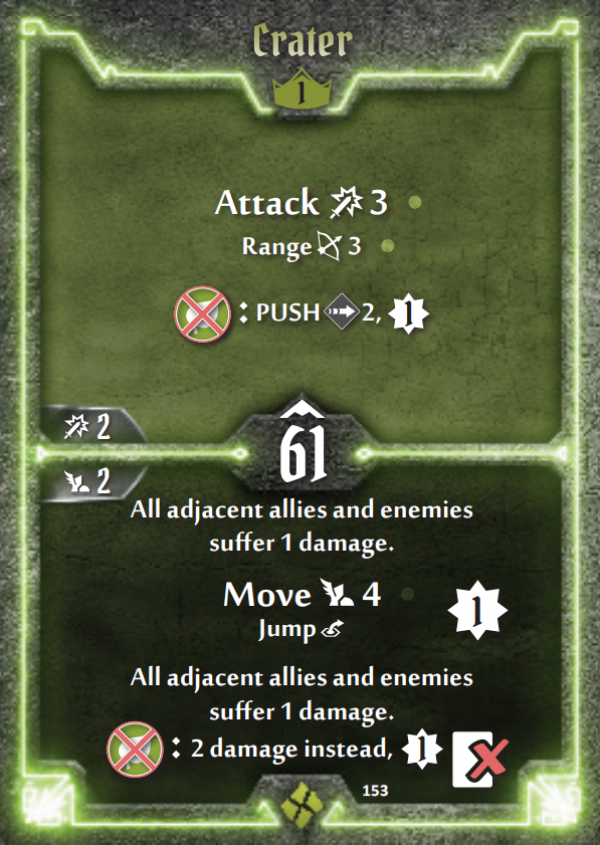 Crater
1
Attack 3
Range 3
: PUSH 2, 1
2
61
2
All adjacent allies and enemies
suffer 1 damage.
Move 4
1
Jump
All adjacent allies and enemies
suffer 1 damage.
: 2 damage instead, 1
153